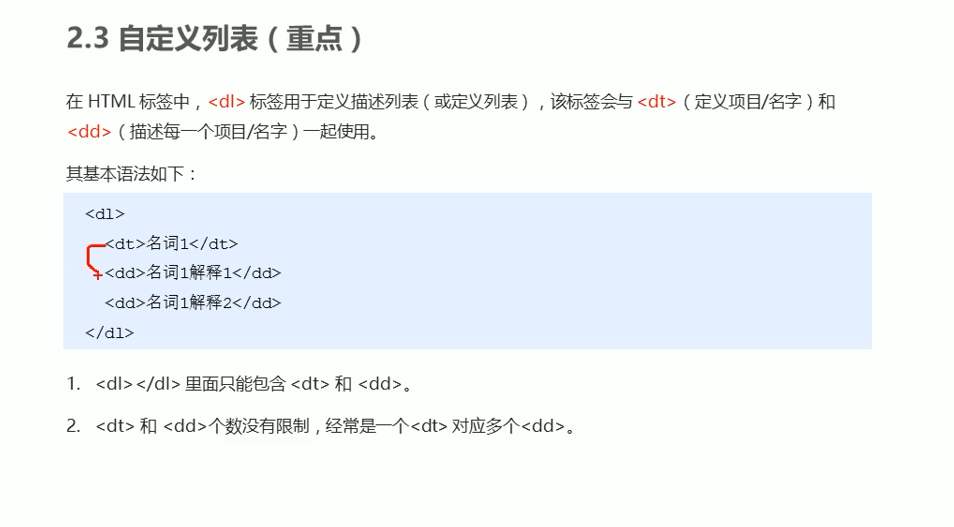 2.3 自定义列表（重点）
在 HTML 标签中，<dl> 标签用于定义描述列表（或定义列表），该标签会与 <dt>（定义项目/名字）和
<dd>（描述每一个项目/名字）一起使用。
其基本语法如下：
<dl>
<dt>名词1</dt>
<dd>名词1解释1</dd>
<dd>名词1解释2</dd>
</dl>
1. <dl></dl> 里面只能包含 <dt> 和 <dd>。
2. <dt> 和 <dd>个数没有限制，经常是一个<dt> 对应多个<dd>。